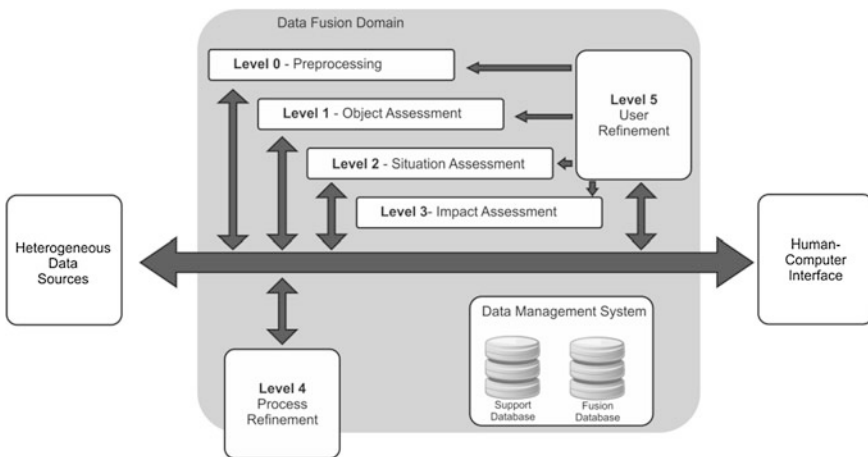 Data Fusion Domain
Level 0 - Preprocessing
Level 1 - Object Assessment
Level 2 - Situation Assessment
Level 3- Impact Assessment
Level 5
User
Refinement
Heterogeneous
Data
Sources
Human-
Computer
Interface
Level 4
Process
Refinement
Data Management System
Support
Database
Fusion
Database